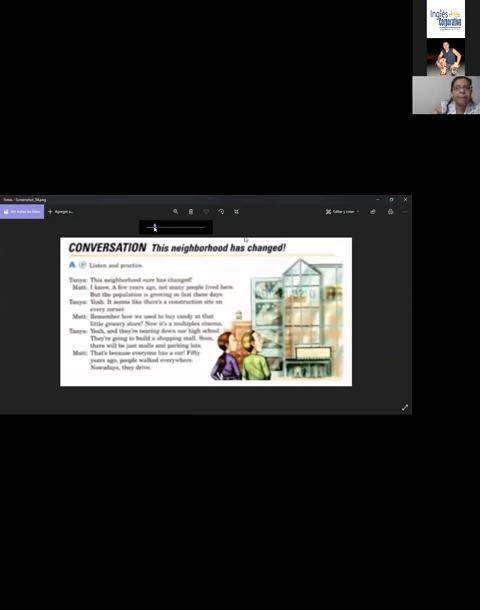 Inglés
corporativo
Fotos - Screenshot_54.png
Ver todas las fotos
Agregar a...
Editar y crear
CONVERSATION This neighborhood has changed!
A Listen and practice.
Tanya: This neighborhood sure has changed!
Matt: I know. A few years ago, not many people lived here.
But the population is growing so fast these days.
Tanya: Yeah. It seems like there's a construction site on
every corner.
Matt: Remember how we used to buy candy at that
little grocery store? Now it's a multiplex cinema.
Tanya: Yeah, and they're tearing down our high school.
They're going to build a shopping mall. Soon,
there will be just malls and parking lots.
Matt: That's because everyone has a car! Fifty
years ago, people walked everywhere.
Nowadays, they drive.